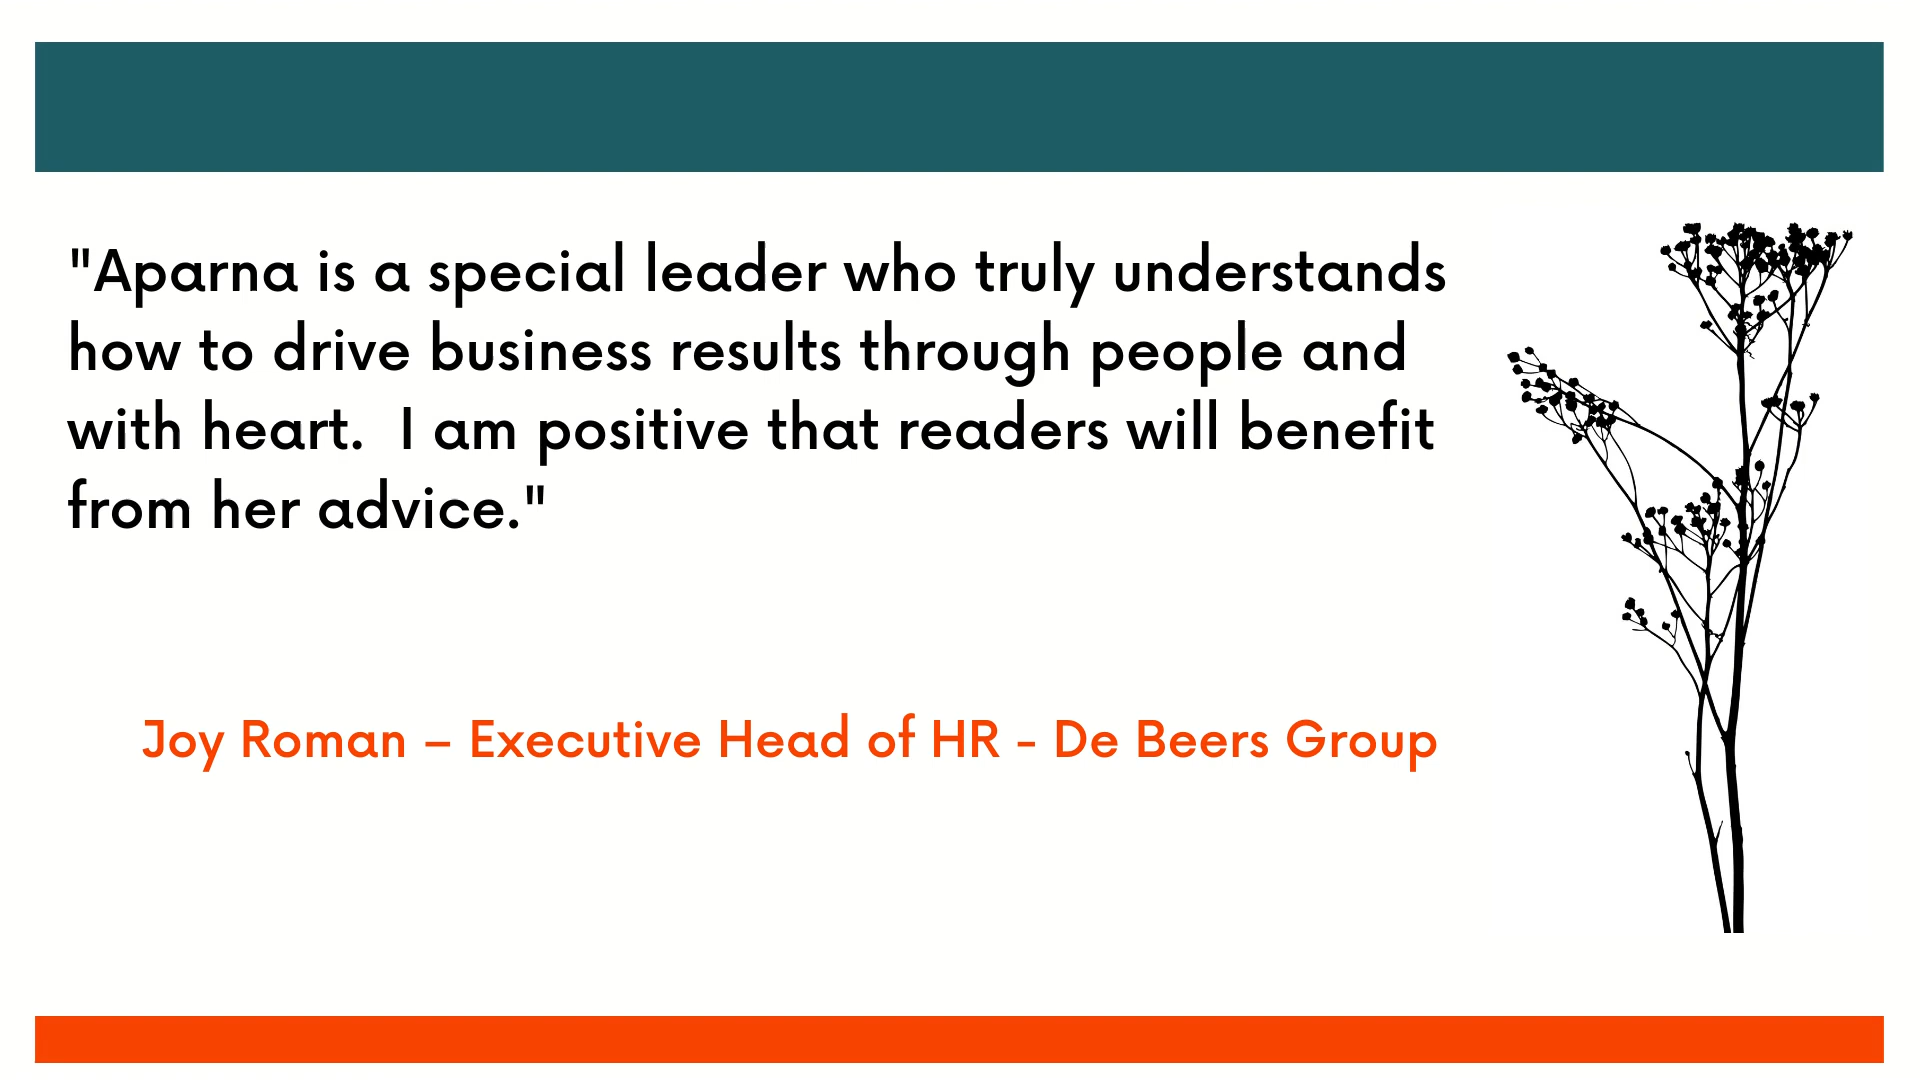 "Aparna is a special leader who truly understands
how to drive business results through people and
with heart.  I am positive that readers will benefit
from her advice."
Joy Roman – Executive Head of HR - De Beers Group